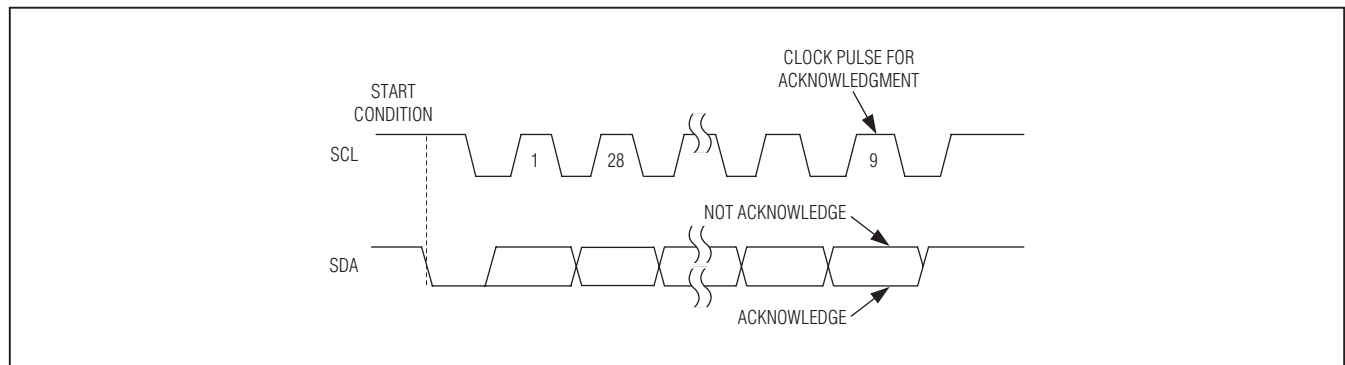 CLOCK PULSE FOR
ACKNOWLEDGMENT
START
CONDITION
SCL
1
28
9
NOT ACKNOWLEDGE
SDA
ACKNOWLEDGE